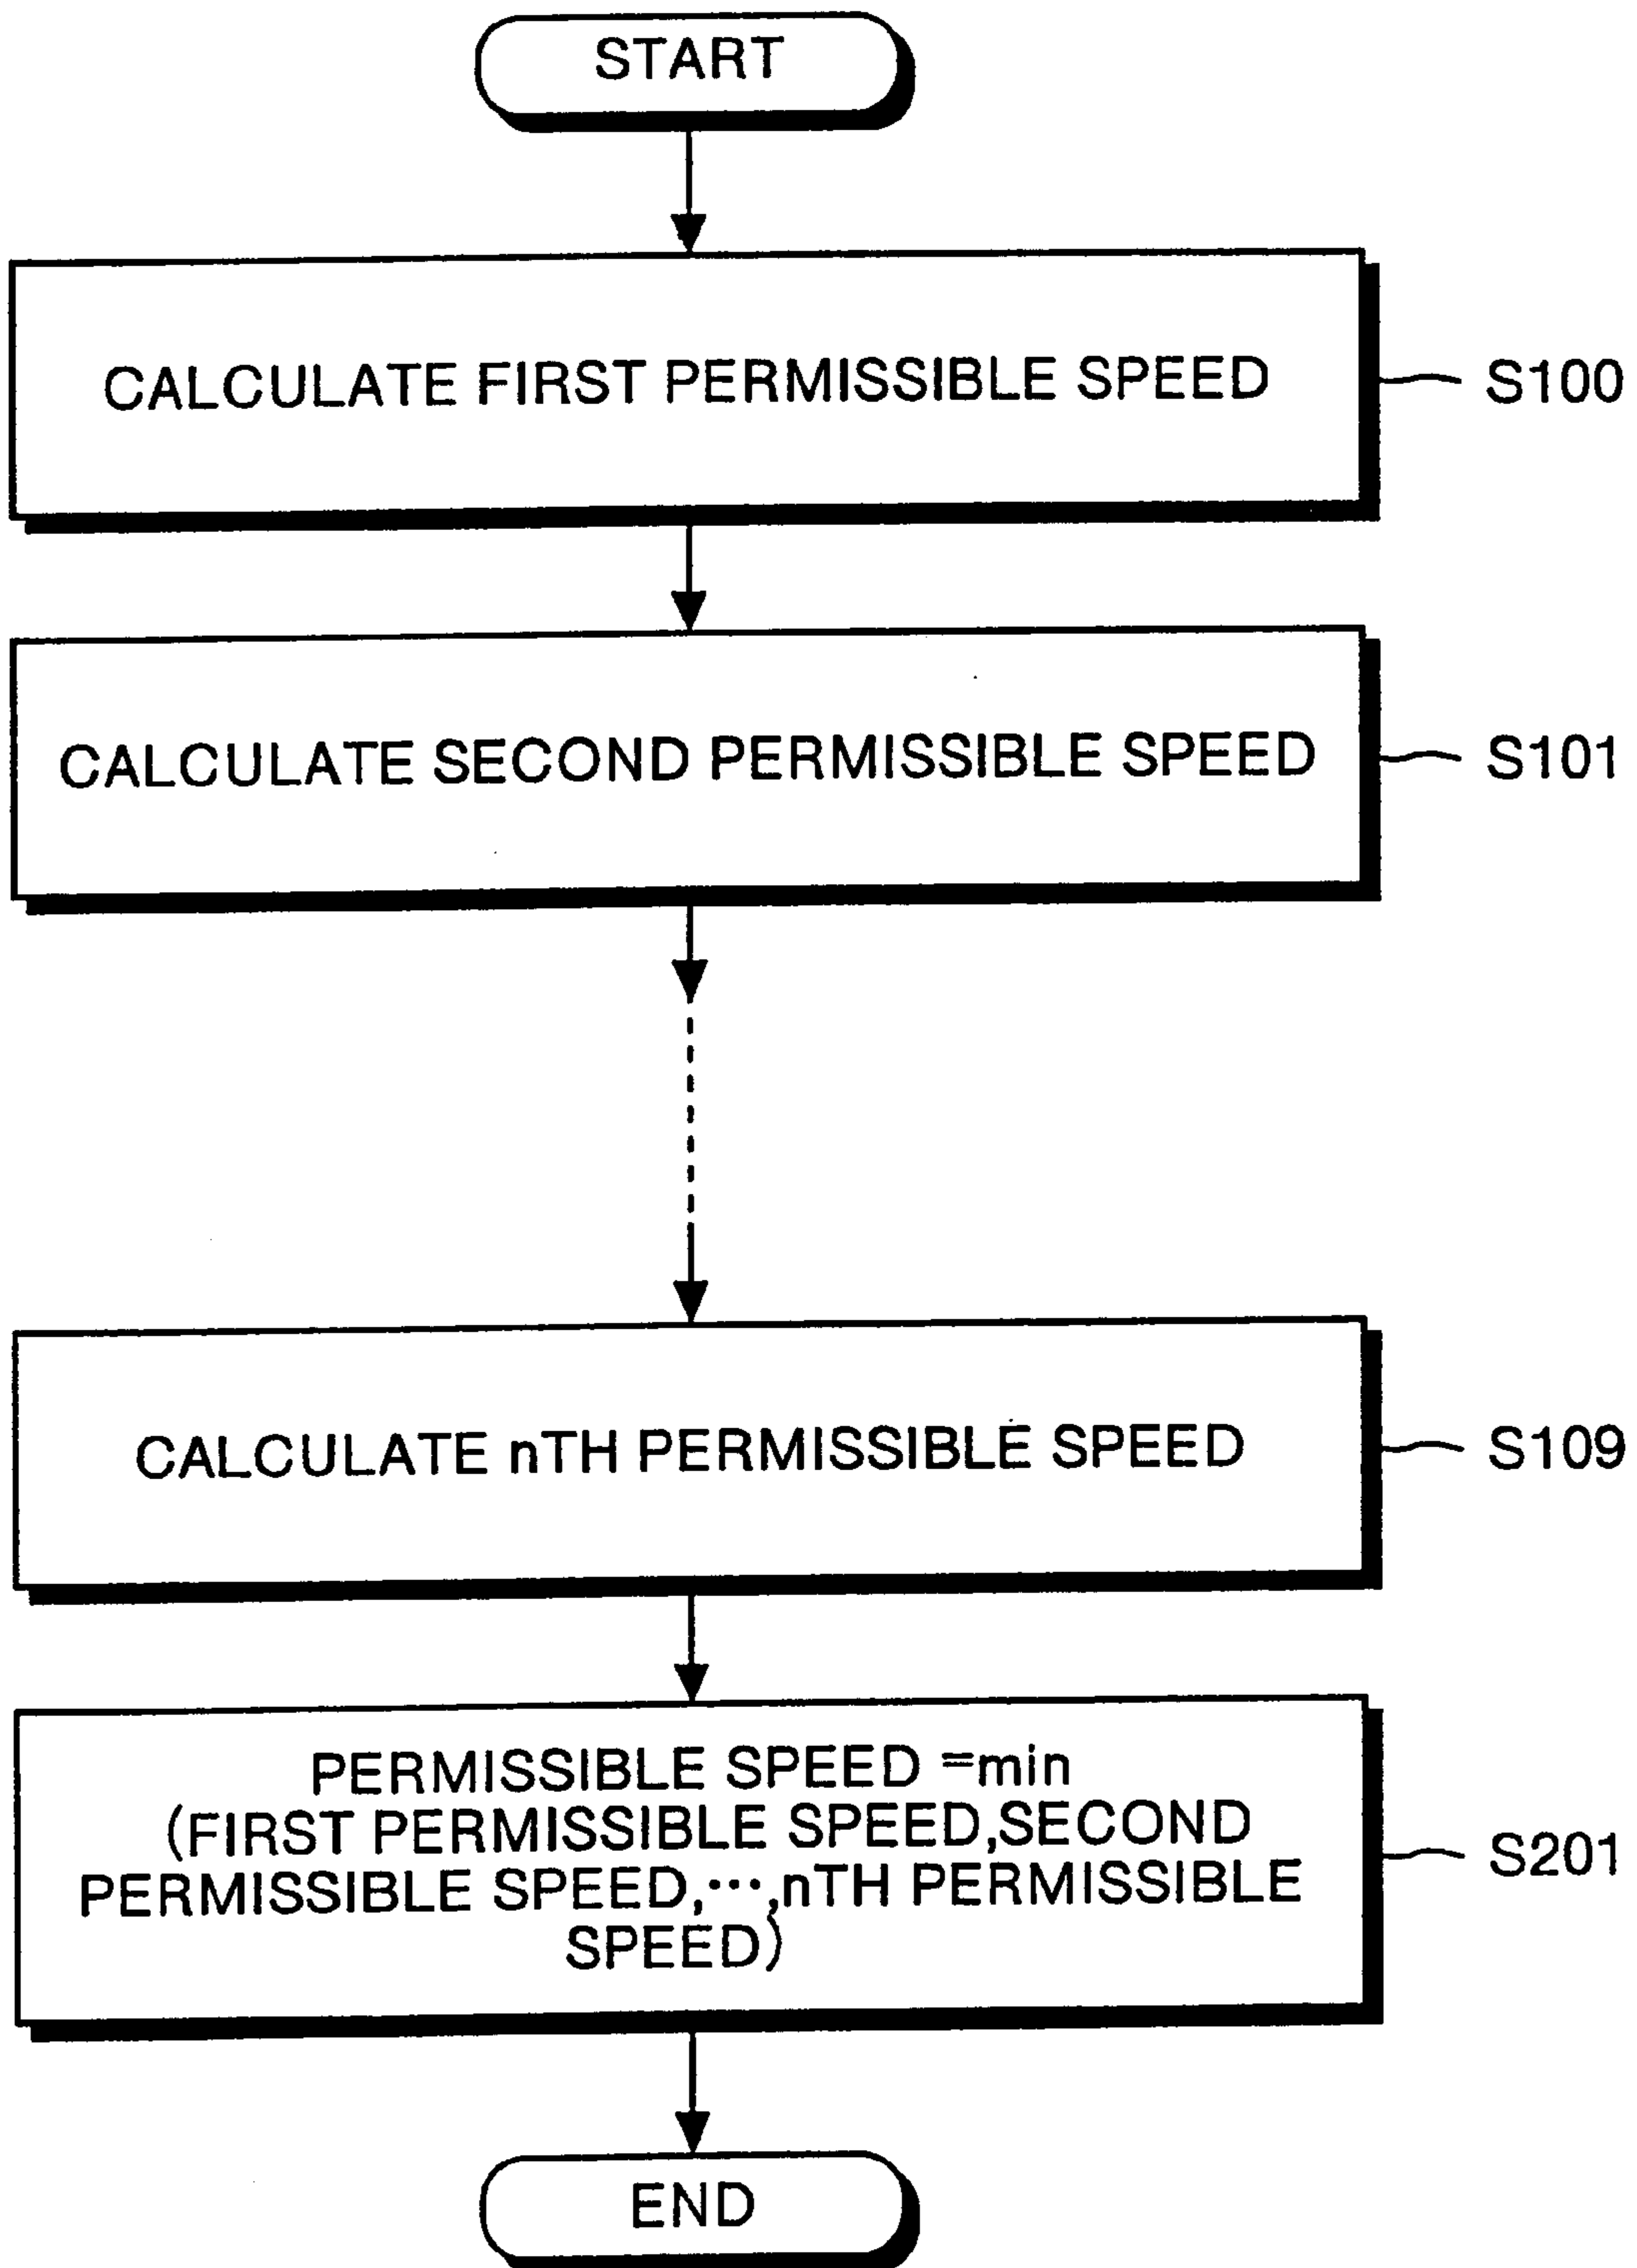 START
CALCULATE FIRST PERMISSIBLE SPEED
S100
CALCULATE SECOND PERMISSIBLE SPEED
S101
CALCULATE nTH PERMISSIBLE SPEED
S109
PERMISSIBLE SPEED =min
(FIRST PERMISSIBLE SPEED,SECOND
PERMISSIBLE SPEED,···,nTH PERMISSIBLE
SPEED)
S201
END